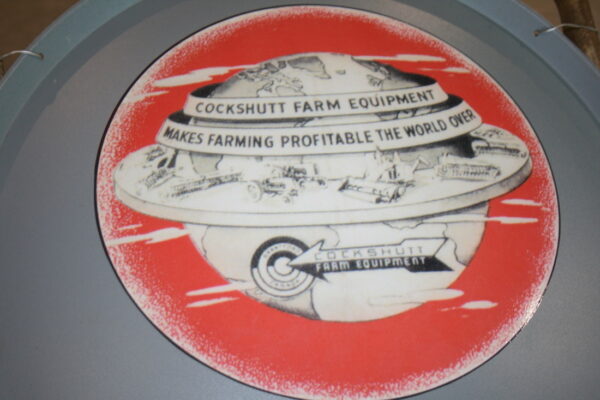 COCKSHUTT FARM EQUIPMENT
MAKES FARMING PROFITABLE THE WORLD OVER
COCKSHUTT
FARM EQUIPMENT